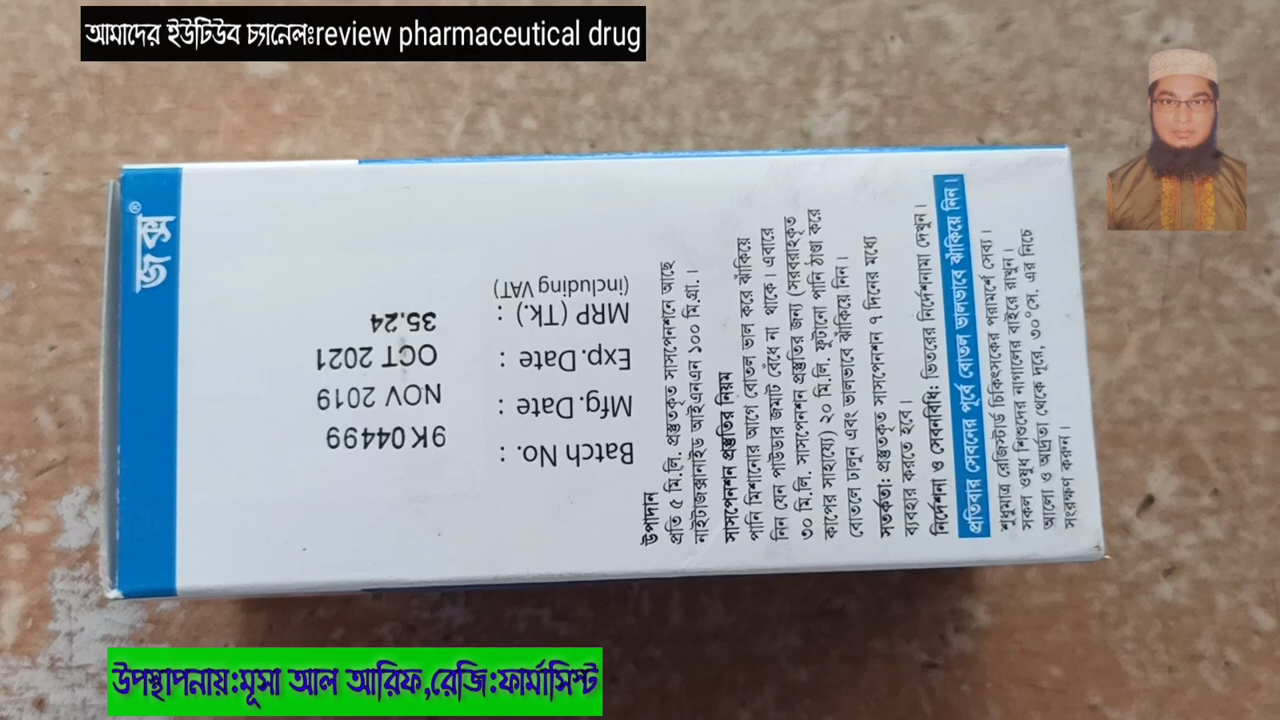 আমাদের ইউটিউব চ্যানেলঃreview pharmaceutical drug
জক্স®
Batch No. : 9K04499
Mfg. Date : NOV 2019
Exp. Date : OCT 2021
MRP (Tk.) : 35.24
(including VAT)
উপাদান
প্রতি ৫ মি.লি. প্রস্তুতকৃত সাসপেনশনে আছে
নাইটাজক্সানাইড আইএনএন ১০০ মি.গ্রা. ।
সাসপেনশন প্রস্তুতির নিয়ম
পানি মিশানোর আগে বোতল ভাল করে ঝাঁকিয়ে
নিন যেন পাউডার জমাট বেঁধে না থাকে । এবারে
৩০ মি.লি. সাসপেনশন প্রস্তুতির জন্য (সরবরাহকৃত
কাপের সাহায্যে) ২০ মি.লি. ফুটানো পানি ঠাণ্ডা করে
বোতলে ঢালুন এবং ভালভাবে ঝাঁকিয়ে নিন ।
সতর্কতা: প্রস্তুতকৃত সাসপেনশন ৭ দিনের মধ্যে
ব্যবহার করতে হবে ।
নির্দেশনা ও সেবনবিধি: ভিতরের নির্দেশনামা দেখুন ।
প্রতিবার সেবনের পূর্বে বোতল ভালভাবে ঝাঁকিয়ে নিন ।
শুধুমাত্র রেজিস্টার্ড চিকিৎসকের পরামর্শে সেব্য ।
সকল ওষুধ শিশুদের নাগালের বাইরে রাখুন ।
আলো ও আর্দ্রতা থেকে দূরে, ৩০°সে. এর নিচে
সংরক্ষণ করুন ।
উপস্থাপনায়:মূসা আল আরিফ,রেজি:ফার্মাসিস্ট